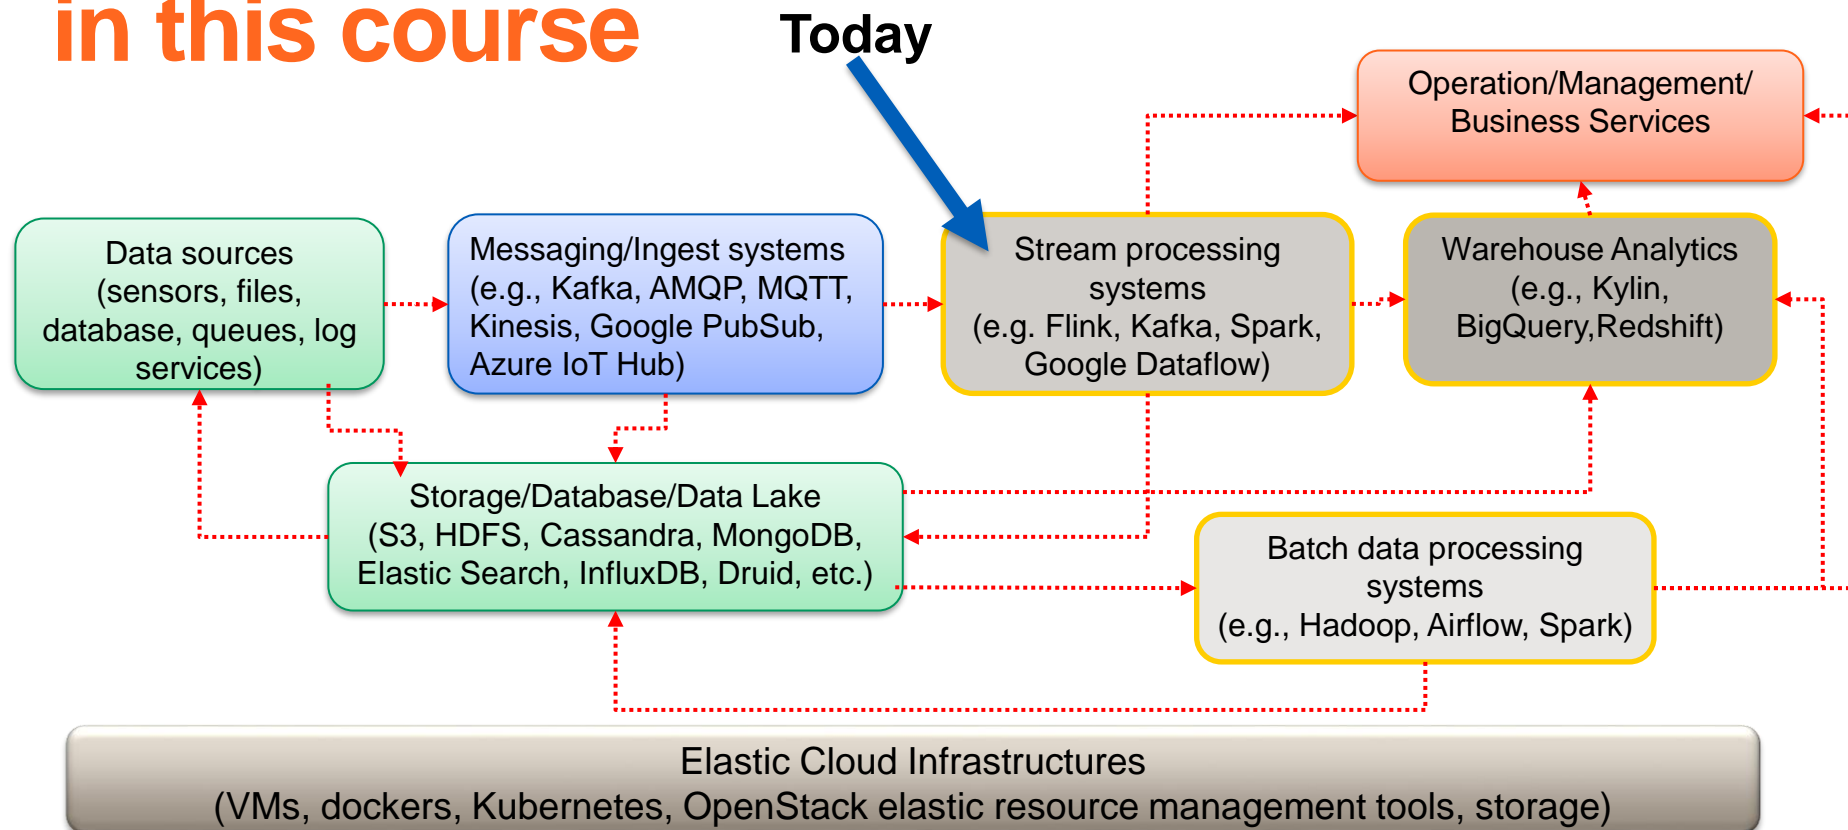 in this course
Today
Operation/Management/
Business Services
Data sources
(sensors, files,
database, queues, log
services)
Messaging/Ingest systems
(e.g., Kafka, AMQP, MQTT,
Kinesis, Google PubSub,
Azure IoT Hub)
Stream processing
systems
(e.g. Flink, Kafka, Spark,
Google Dataflow)
Warehouse Analytics
(e.g., Kylin,
BigQuery,Redshift)
Storage/Database/Data Lake
(S3, HDFS, Cassandra, MongoDB,
Elastic Search, InfluxDB, Druid, etc.)
Batch data processing
systems
(e.g., Hadoop, Airflow, Spark)
Elastic Cloud Infrastructures
(VMs, dockers, Kubernetes, OpenStack elastic resource management tools, storage)